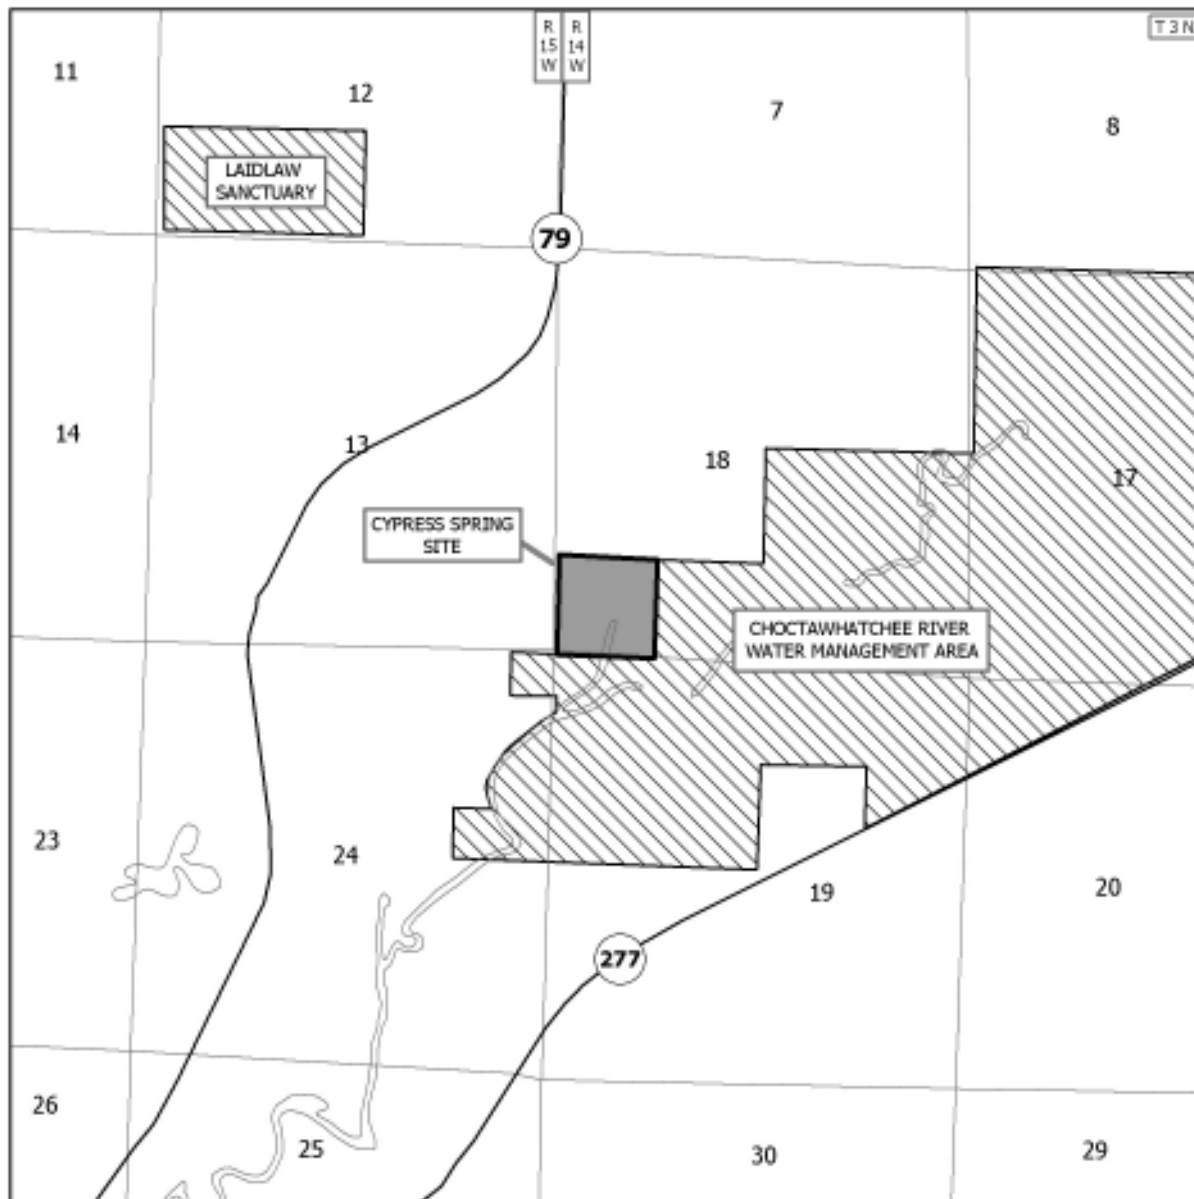 R R T 3 N
15 14
W W
11
12
7
8
LAIDLAW
SANCTUARY
79
14
13
18
17
CYPRESS SPRING
SITE
CHOCTAWHATCHEE RIVER
WATER MANAGEMENT AREA
23
24
19
20
277
26
25
30
29